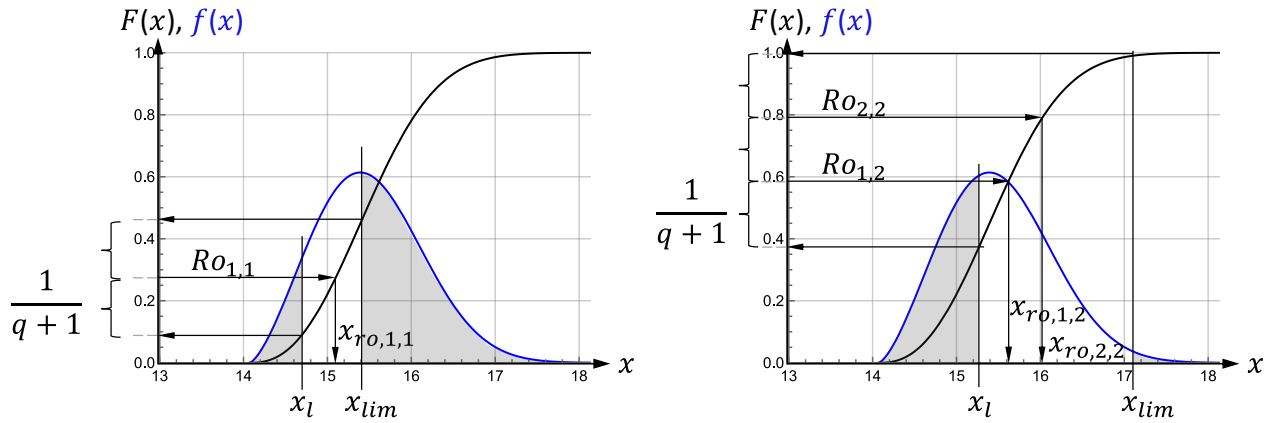 F(x), f(x)
1.0
0.8
0.6
0.4
0.2
0.0
Ro1,1
1
q + 1
xro,1,1
x
13 14 15 16 17 18
xl xlim
F(x), f(x)
1.0
0.8
0.6
0.4
0.2
0.0
Ro2,2
Ro1,2
1
q + 1
xro,1,2
xro,2,2
x
13 14 15 16 17 18
xl xlim